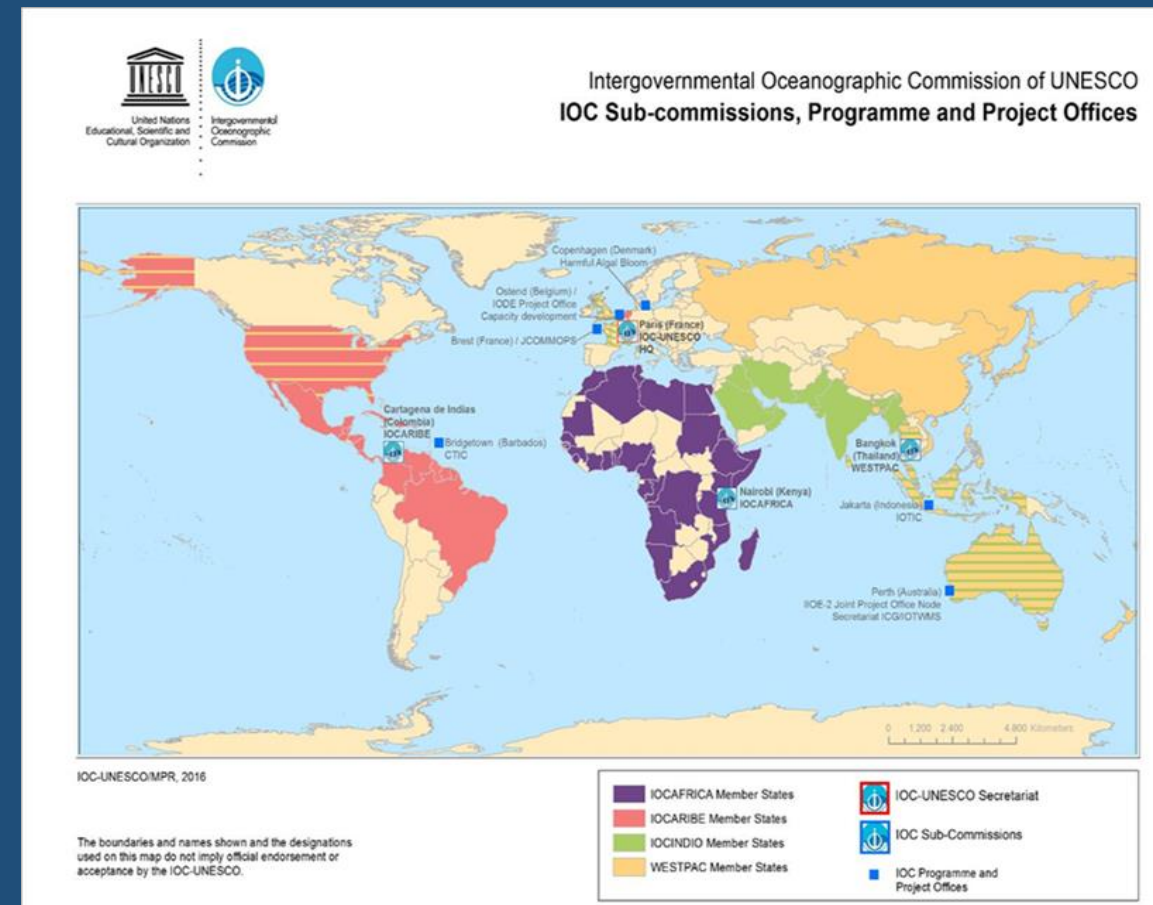 UNESCO
United Nations
Educational, Scientific and
Cultural Organization
Intergovernmental
Oceanographic
Commission
Intergovernmental Oceanographic Commission of UNESCO
IOC Sub-commissions, Programme and Project Offices
Copenhagen (Denmark)
Harmful Algal Bloom
Ostend (Belgium) /
IODE Project Office
Capacity development
Brest (France) / JCOMMOPS
Paris (France)
IOC-UNESCO
HQ
Cartagena de Indias
(Colombia)
IOCARIBE
Bridgetown (Barbados)
CTIC
Bangkok
(Thailand)
WESTPAC
Nairobi (Kenya)
IOCAFRICA
Jakarta (Indonesia)
IOTIC
Perth (Australia)
IIOE-2 Joint Project Office Node
Secretariat ICG/IOTWMS
0 1,200 2,400 4,800 Kilometers
IOC-UNESCO/MPR, 2016
The boundaries and names shown and the designations
used on this map do not imply official endorsement or
acceptance by the IOC-UNESCO.
IOCAFRICA Member States
IOCARIBE Member States
IOCINDIO Member States
WESTPAC Member States
IOC-UNESCO Secretariat
IOC Sub-Commissions
IOC Programme and
Project Offices